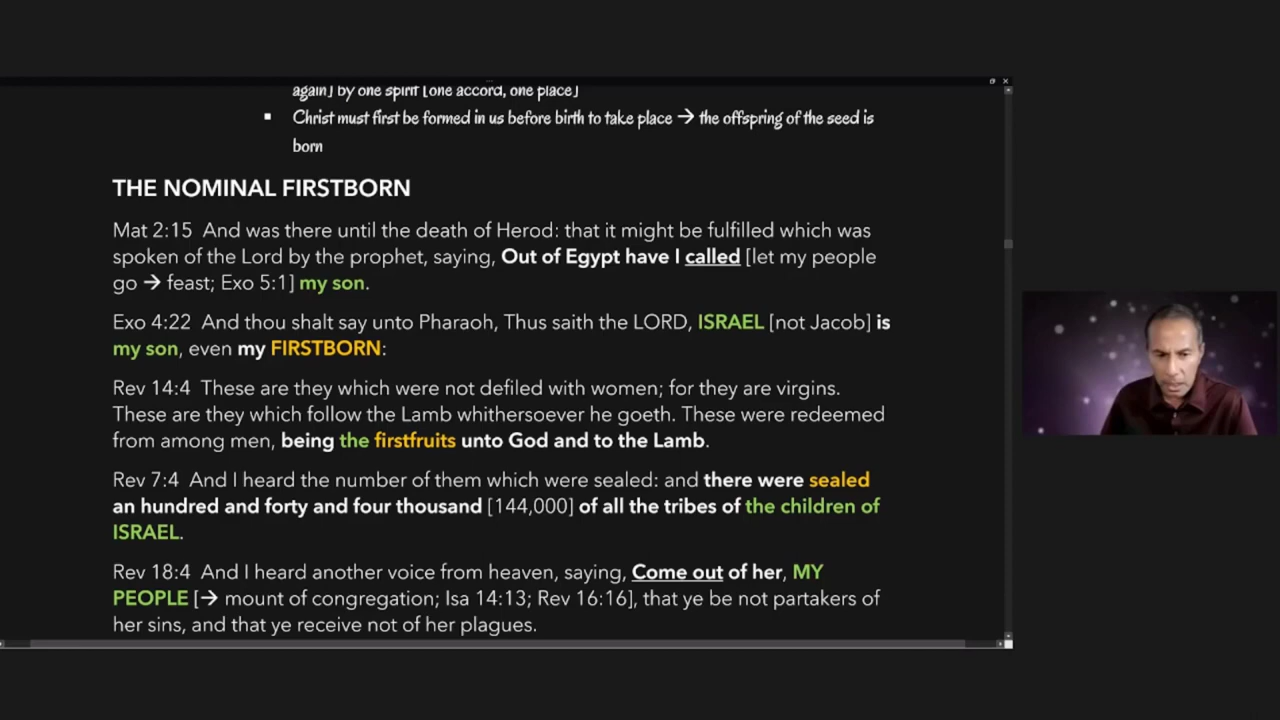 again] by one spirit [one accord, one place]
▪ Christ must first be formed in us before birth to take place → the offspring of the seed is
born
THE NOMINAL FIRSTBORN
Mat 2:15 And was there until the death of Herod: that it might be fulfilled which was
spoken of the Lord by the prophet, saying, Out of Egypt have I called [let my people
go → feast; Exo 5:1] my son.
Exo 4:22 And thou shalt say unto Pharaoh, Thus saith the LORD, ISRAEL [not Jacob] is
my son, even my FIRSTBORN:
Rev 14:4 These are they which were not defiled with women; for they are virgins.
These are they which follow the Lamb whithersoever he goeth. These were redeemed
from among men, being the firstfruits unto God and to the Lamb.
Rev 7:4 And I heard the number of them which were sealed: and there were sealed
an hundred and forty and four thousand [144,000] of all the tribes of the children of
ISRAEL.
Rev 18:4 And I heard another voice from heaven, saying, Come out of her, MY
PEOPLE [→ mount of congregation; Isa 14:13; Rev 16:16], that ye be not partakers of
her sins, and that ye receive not of her plagues.